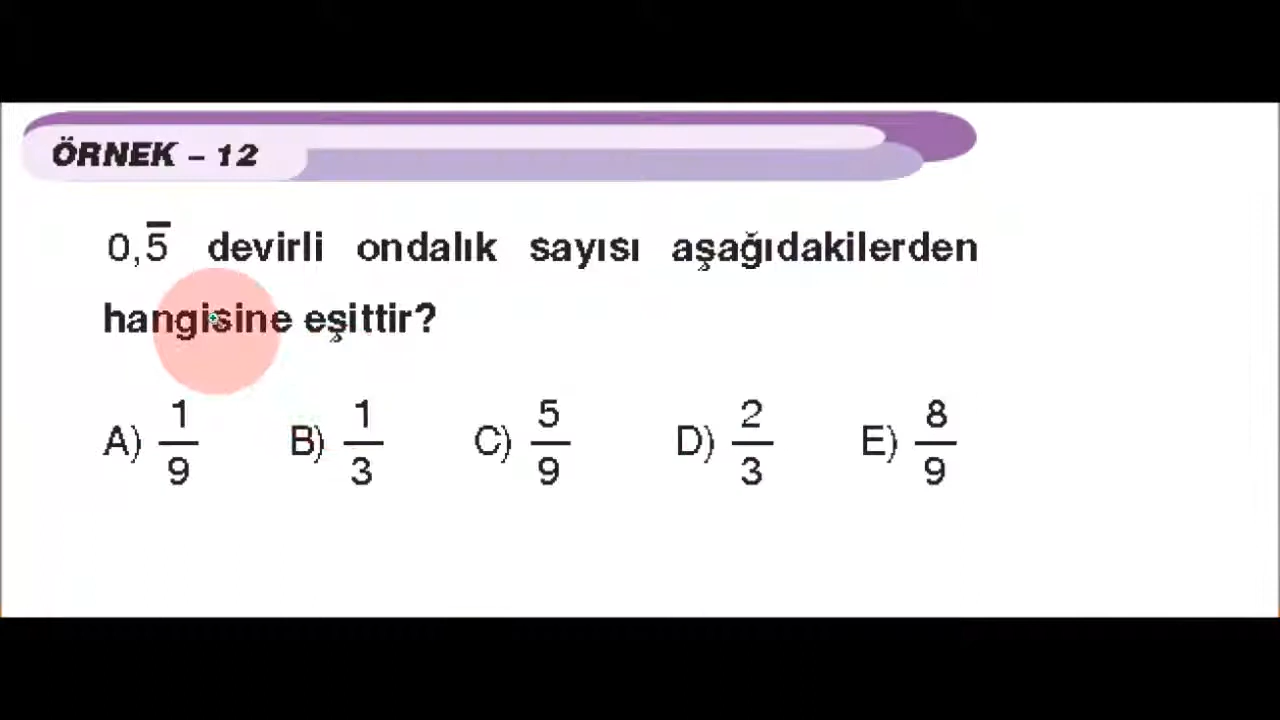 ÖRNEK – 12
0,5̅ devirli ondalık sayısı aşağıdakilerden
hangisine eşittir?
A) 1/9 B) 1/3 C) 5/9 D) 2/3 E) 8/9